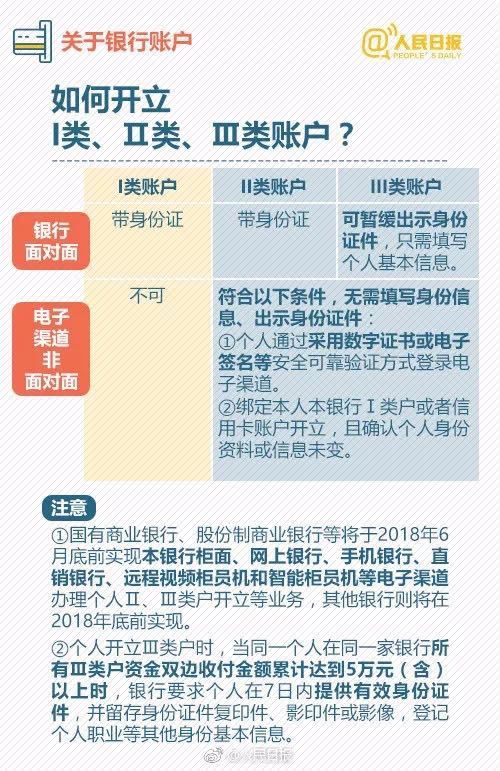 关于银行账户
@人民日报
PEOPLE'S DAILY
如何开立
Ⅰ类、Ⅱ类、Ⅲ类账户？
I类账户
II类账户
III类账户
银行
面对面
带身份证
带身份证
可暂缓出示身份
证件，只需填写
个人基本信息。
电子
渠道
非
面对面
不可
符合以下条件，无需填写身份信
息、出示身份证件：
①个人通过采用数字证书或电子
签名等安全可靠验证方式登录电
子渠道。
②绑定本人本银行Ⅰ类户或者信
用卡账户开立，且确认个人身份
资料或信息未变。
注意
①国有商业银行、股份制商业银行等将于2018年6
月底前实现本银行柜面、网上银行、手机银行、直
销银行、远程视频柜员机和智能柜员机等电子渠道
办理个人Ⅱ、Ⅲ类户开立等业务，其他银行则将在
2018年底前实现。
②个人开立Ⅲ类户时，当同一个人在同一家银行所
有Ⅲ类户资金双边收付金额累计达到5万元（含）
以上时，银行要求个人在7日内提供有效身份证
件，并留存身份证件复印件、影印件或影像，登记
个人职业等其他身份基本信息。
@人民日报